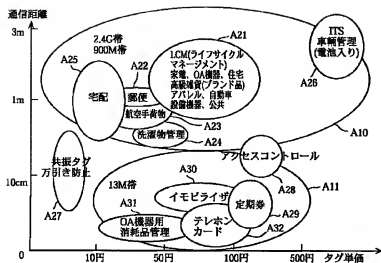 通信距離
3m
1m
10cm
0
2.4G帯
900M帯
A25
A22
A21
LCM(ライフサイクル
マネージメント)
家電、OA機器、住宅
高級雑貨(ブランド品)
アパレル、自動車
設備機器、公共
ITS
車輛管理
(電池入り)
A26
宅配
郵便
航空手荷物
A23
洗濯物管理
A24
A10
共振タグ
万引き防止
A27
アクセスコントロール
A28
A11
13M帯
A30
イモビライザ
定期券
A29
A31
OA機器用
消耗品管理
テレホン
カード
A32
10円
50円
100円
500円
タグ単価